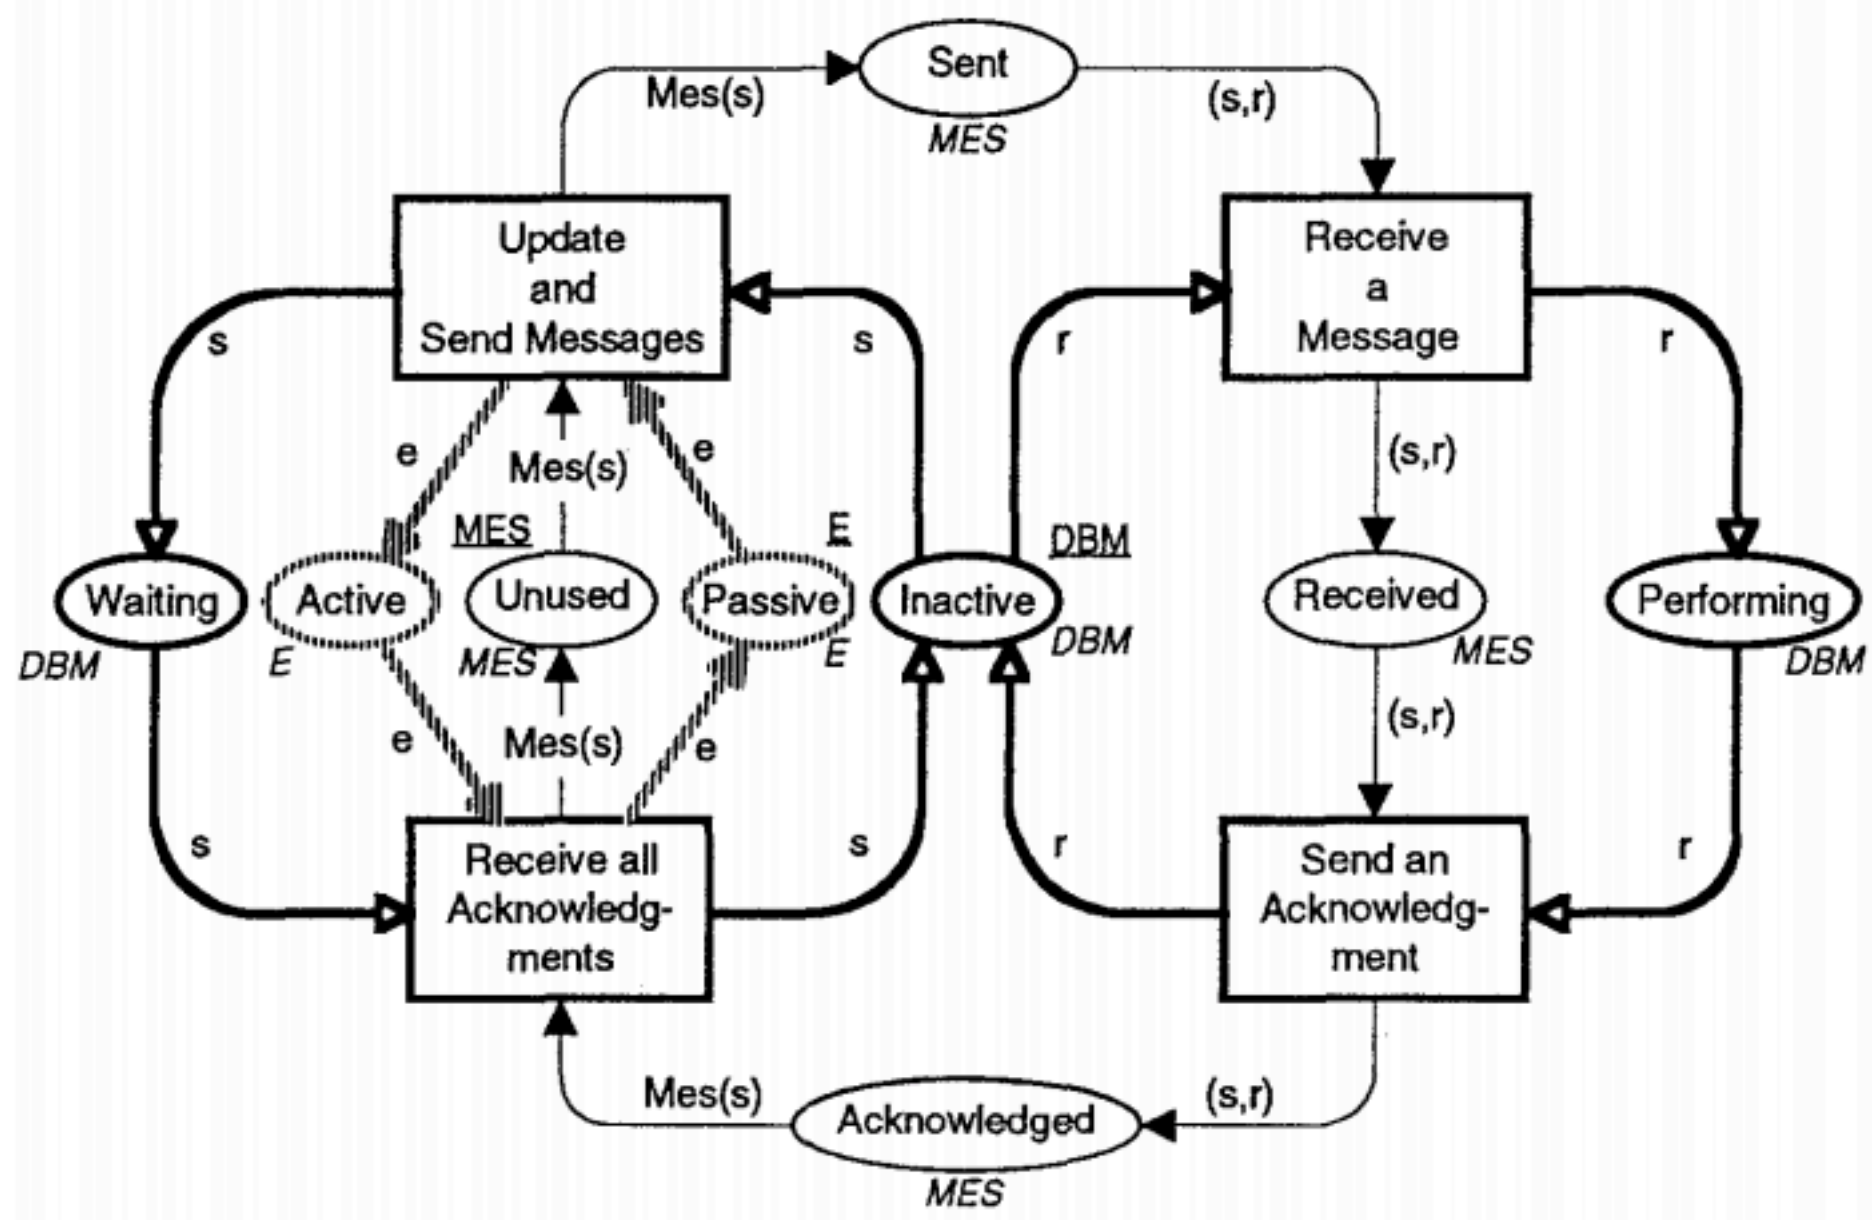 Sent
Mes(s)
(s,r)
MES
Update
and
Send Messages
Receive
a
Message
s
s
r
r
e
Mes(s)
e
(s,r)
MES
E
DBM
Waiting
Active
Unused
Passive
Inactive
Received
Performing
DBM
E
MES
E
DBM
MES
DBM
e
Mes(s)
e
(s,r)
s
s
r
r
Receive all
Acknowledg-
ments
Send an
Acknowledg-
ment
Mes(s)
Acknowledged
(s,r)
MES